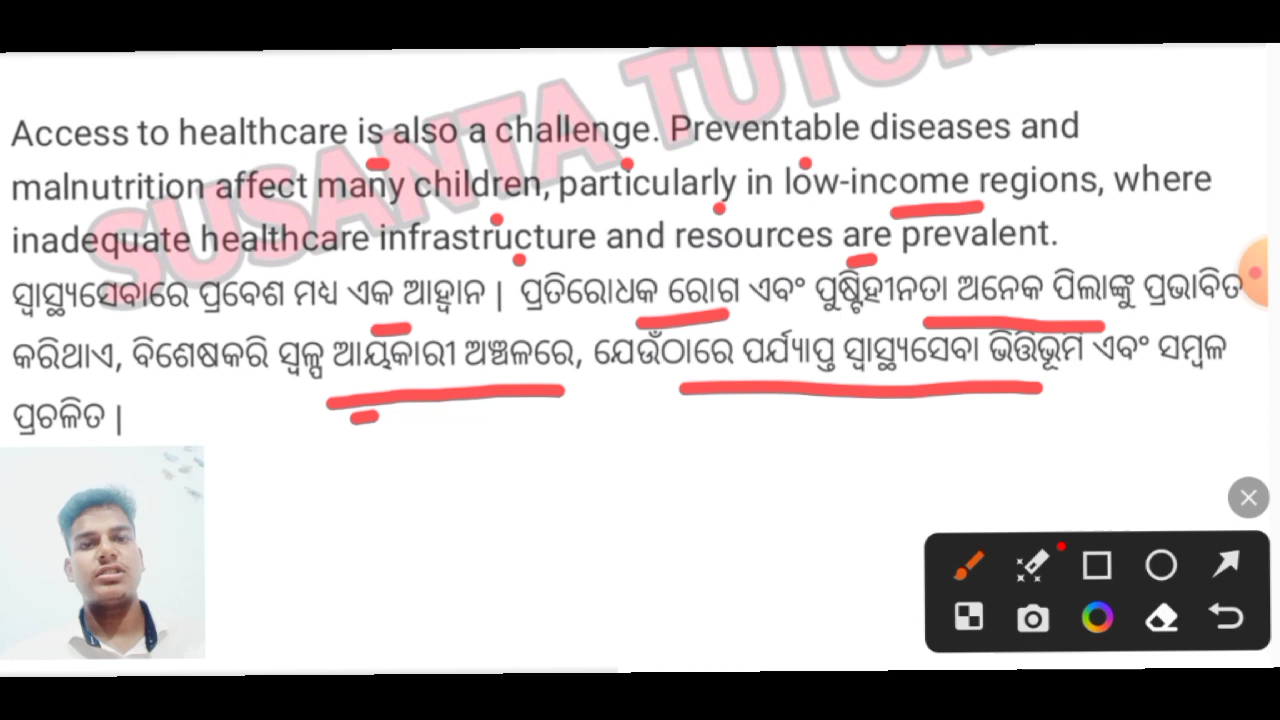 SUSANTA TUTOR
Access to healthcare is also a challenge. Preventable diseases and
malnutrition affect many children, particularly in low-income regions, where
inadequate healthcare infrastructure and resources are prevalent.
ସ୍ୱାସ୍ଥ୍ୟସେବାରେ ପ୍ରବେଶ ମଧ୍ୟ ଏକ ଆହ୍ୱାନ | ପ୍ରତିରୋଧକ ରୋଗ ଏବଂ ପୁଷ୍ଟିହୀନତା ଅନେକ ପିଲାଙ୍କୁ ପ୍ରଭାବିତ
କରିଥାଏ, ବିଶେଷକରି ସ୍ୱଳ୍ପ ଆୟକାରୀ ଅଞ୍ଚଳରେ, ଯେଉଁଠାରେ ପର୍ଯ୍ୟାପ୍ତ ସ୍ୱାସ୍ଥ୍ୟସେବା ଭିତ୍ତିଭୂମି ଏବଂ ସମ୍ବଳ
ପ୍ରଚଳିତ |